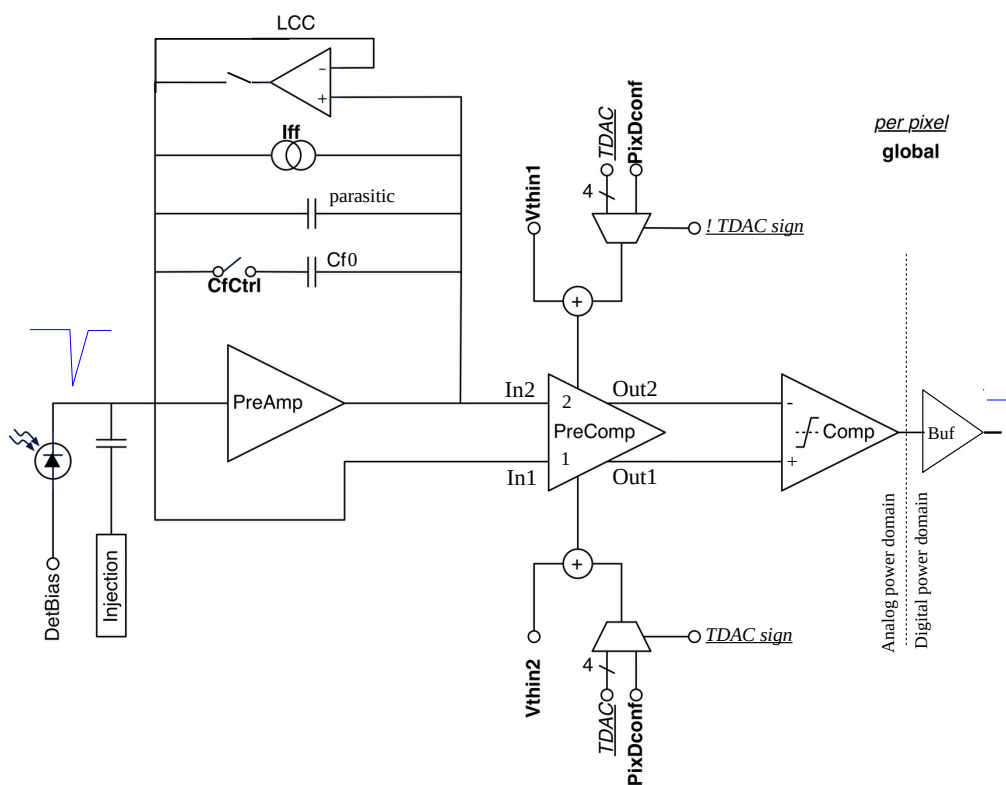 LCC
-
+
Iff
parasitic
Cf0
CfCtrl
TDAC
PixDconf
4
Vthin1
! TDAC sign
per pixel
global
+
PreAmp
In2
Out2
2
PreComp
1
In1
Out1
-
Comp
+
Buf
Analog power domain
Digital power domain
DetBias
Injection
+
Vthin2
TDAC sign
4
TDAC
PixDconf